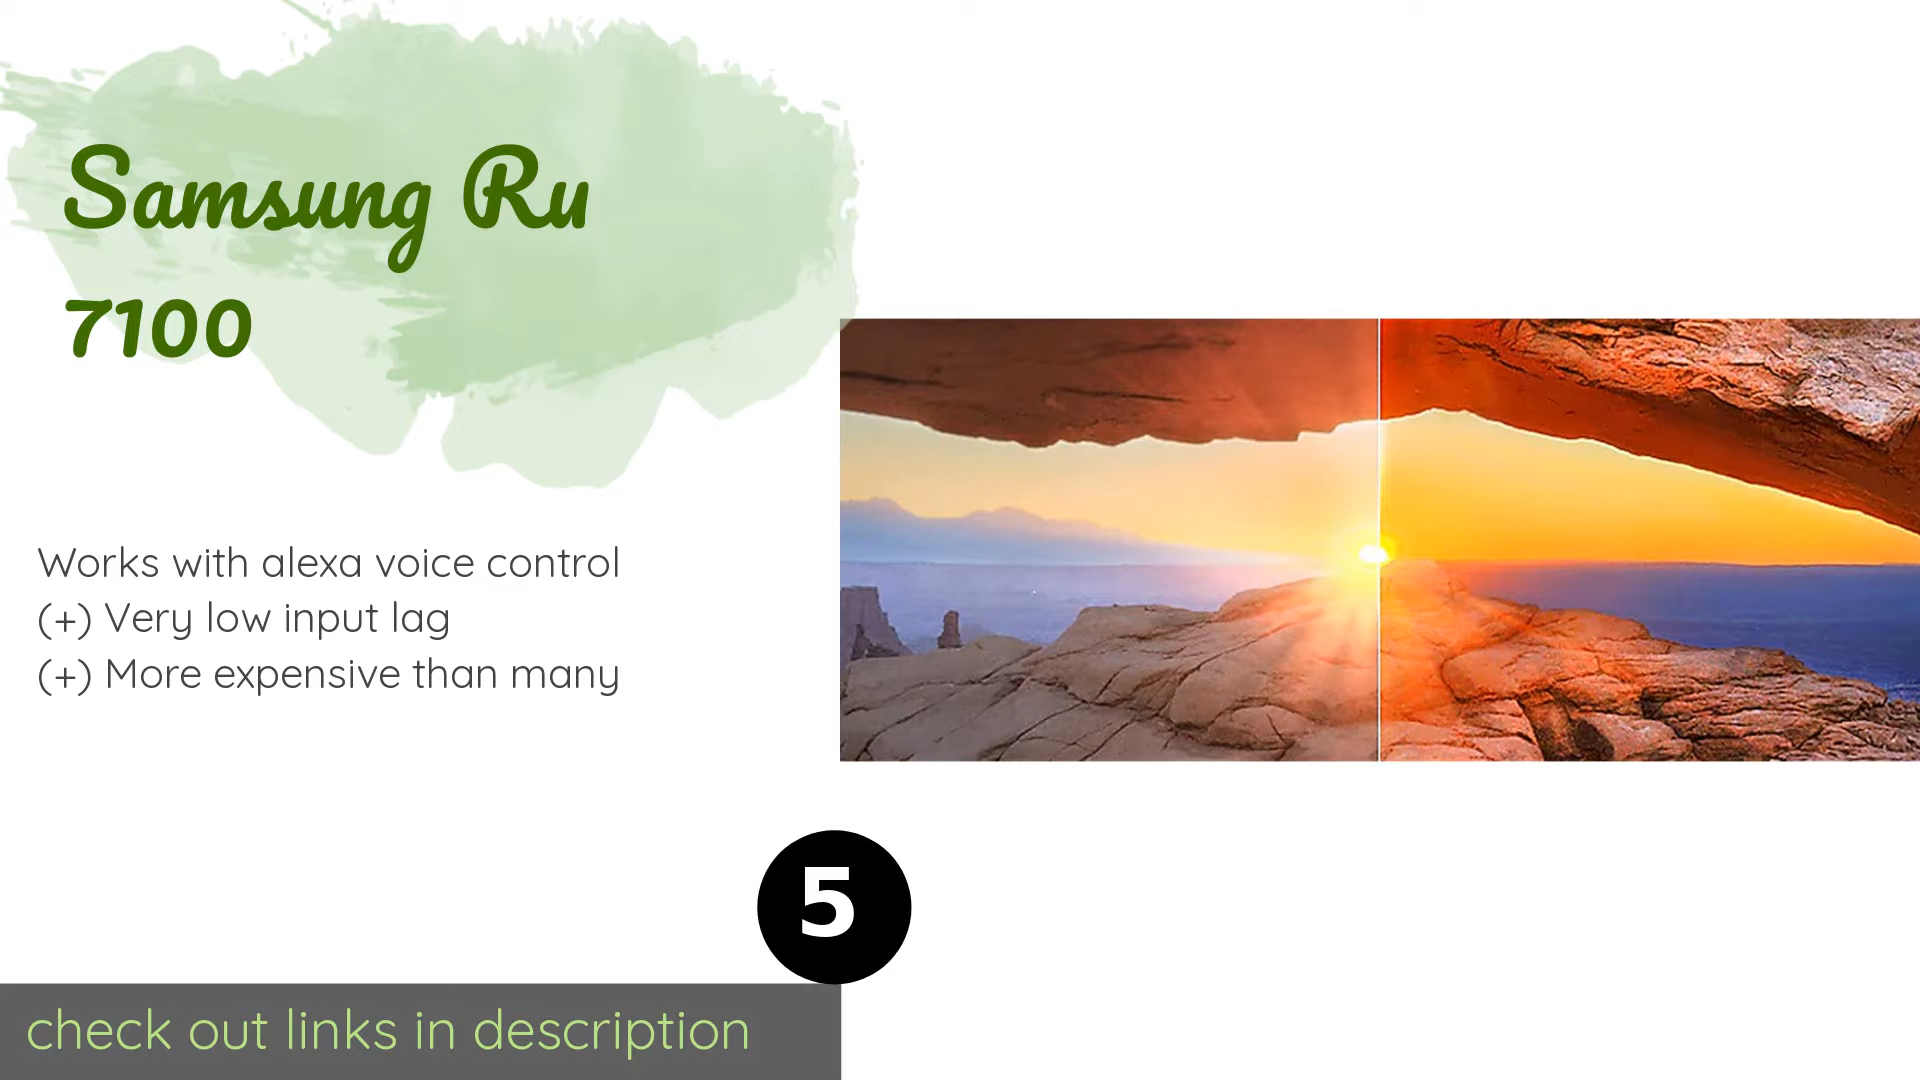 Samsung Ru
7100
Works with alexa voice control
(+) Very low input lag
(+) More expensive than many
5
check out links in description